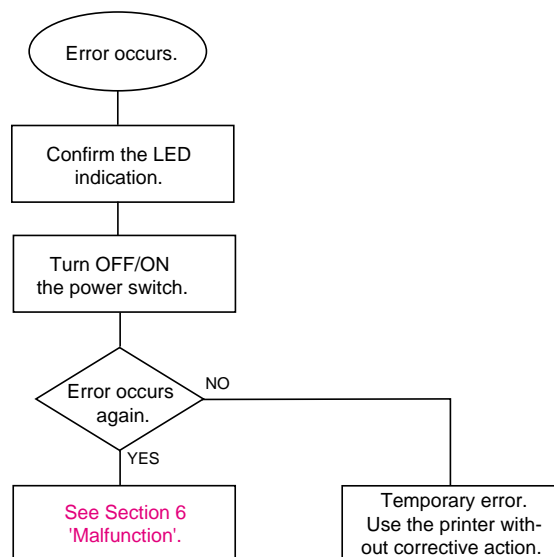 Error occurs.
Confirm the LED
indication.
Turn OFF/ON
the power switch.
Error occurs
again.
NO
YES
See Section 6
'Malfunction'.
Temporary error.
Use the printer with-
out corrective action.